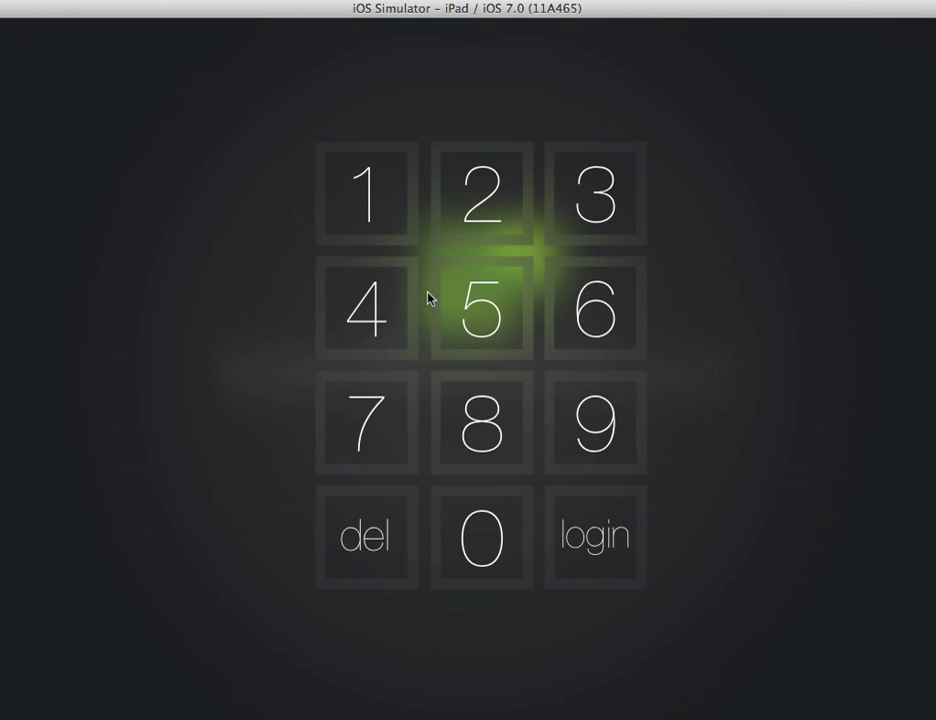 iOS Simulator – iPad / iOS 7.0 (11A465)
1 2 3
4 5 6
7 8 9
del 0 login